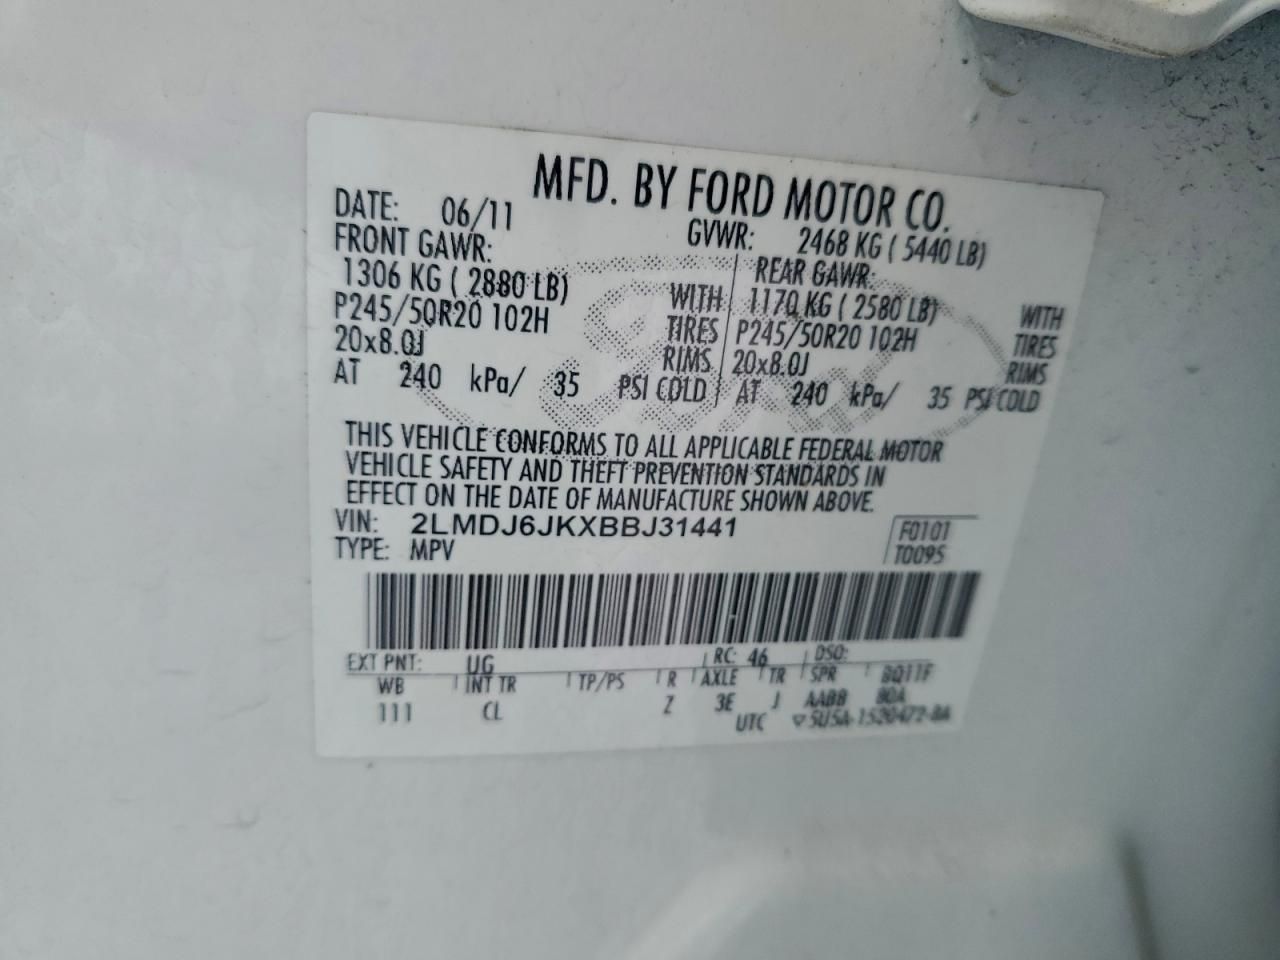 MFD. BY FORD MOTOR CO.
DATE: 06/11 GVWR: 2468 KG ( 5440 LB)
FRONT GAWR: REAR GAWR:
1306 KG ( 2880 LB) WITH 1170 KG ( 2580 LB) WITH
P245/50R20 102H TIRES P245/50R20 102H TIRES
20x8.0J RIMS 20x8.0J RIMS
AT 240 kPa/ 35 PSI COLD AT 240 kPa/ 35 PSI COLD
THIS VEHICLE CONFORMS TO ALL APPLICABLE FEDERAL MOTOR
VEHICLE SAFETY AND THEFT PREVENTION STANDARDS IN
EFFECT ON THE DATE OF MANUFACTURE SHOWN ABOVE.
VIN: 2LMDJ6JKXBBJ31441 F0101
TYPE: MPV T0095
EXT PNT: UG RC: 46 DSO:
WB INT TR TP/PS R AXLE TR SPR BQ11F
111 CL Z 3E J AABB 80A
UTC 5U5A-1520472-BA